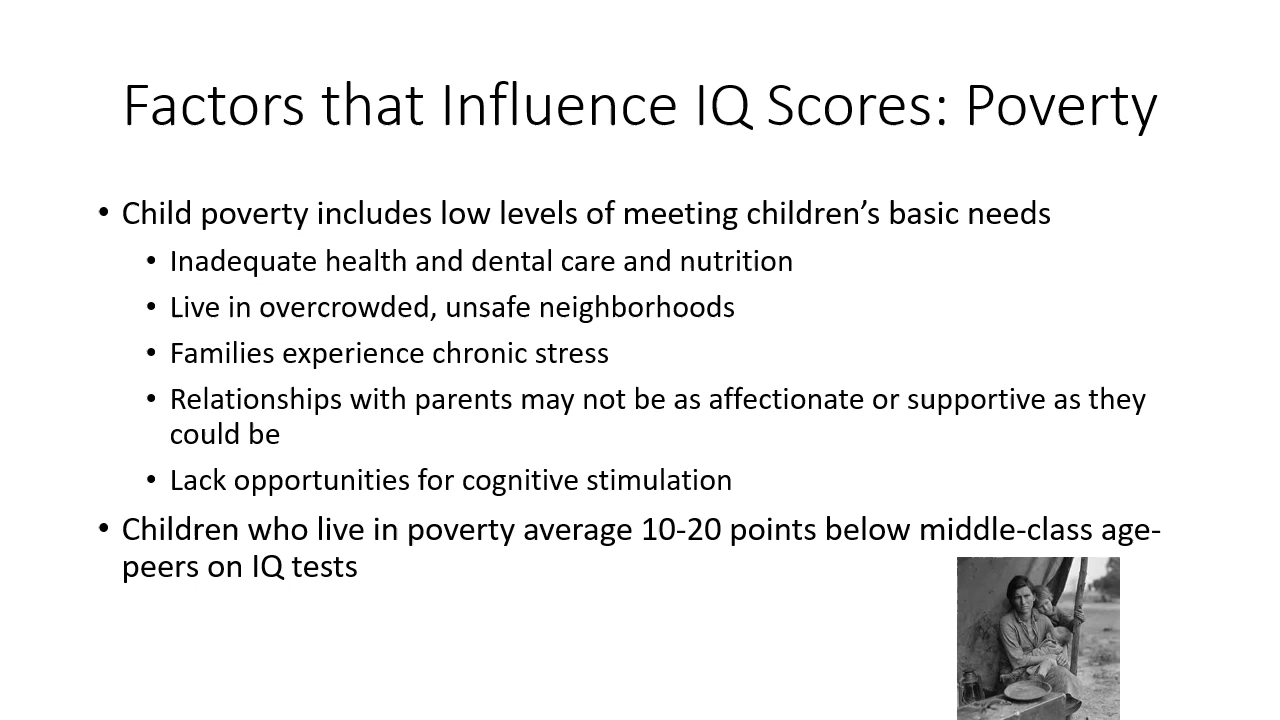 Factors that Influence IQ Scores: Poverty
• Child poverty includes low levels of meeting children’s basic needs
• Inadequate health and dental care and nutrition
• Live in overcrowded, unsafe neighborhoods
• Families experience chronic stress
• Relationships with parents may not be as affectionate or supportive as they
could be
• Lack opportunities for cognitive stimulation
• Children who live in poverty average 10-20 points below middle-class age-
peers on IQ tests